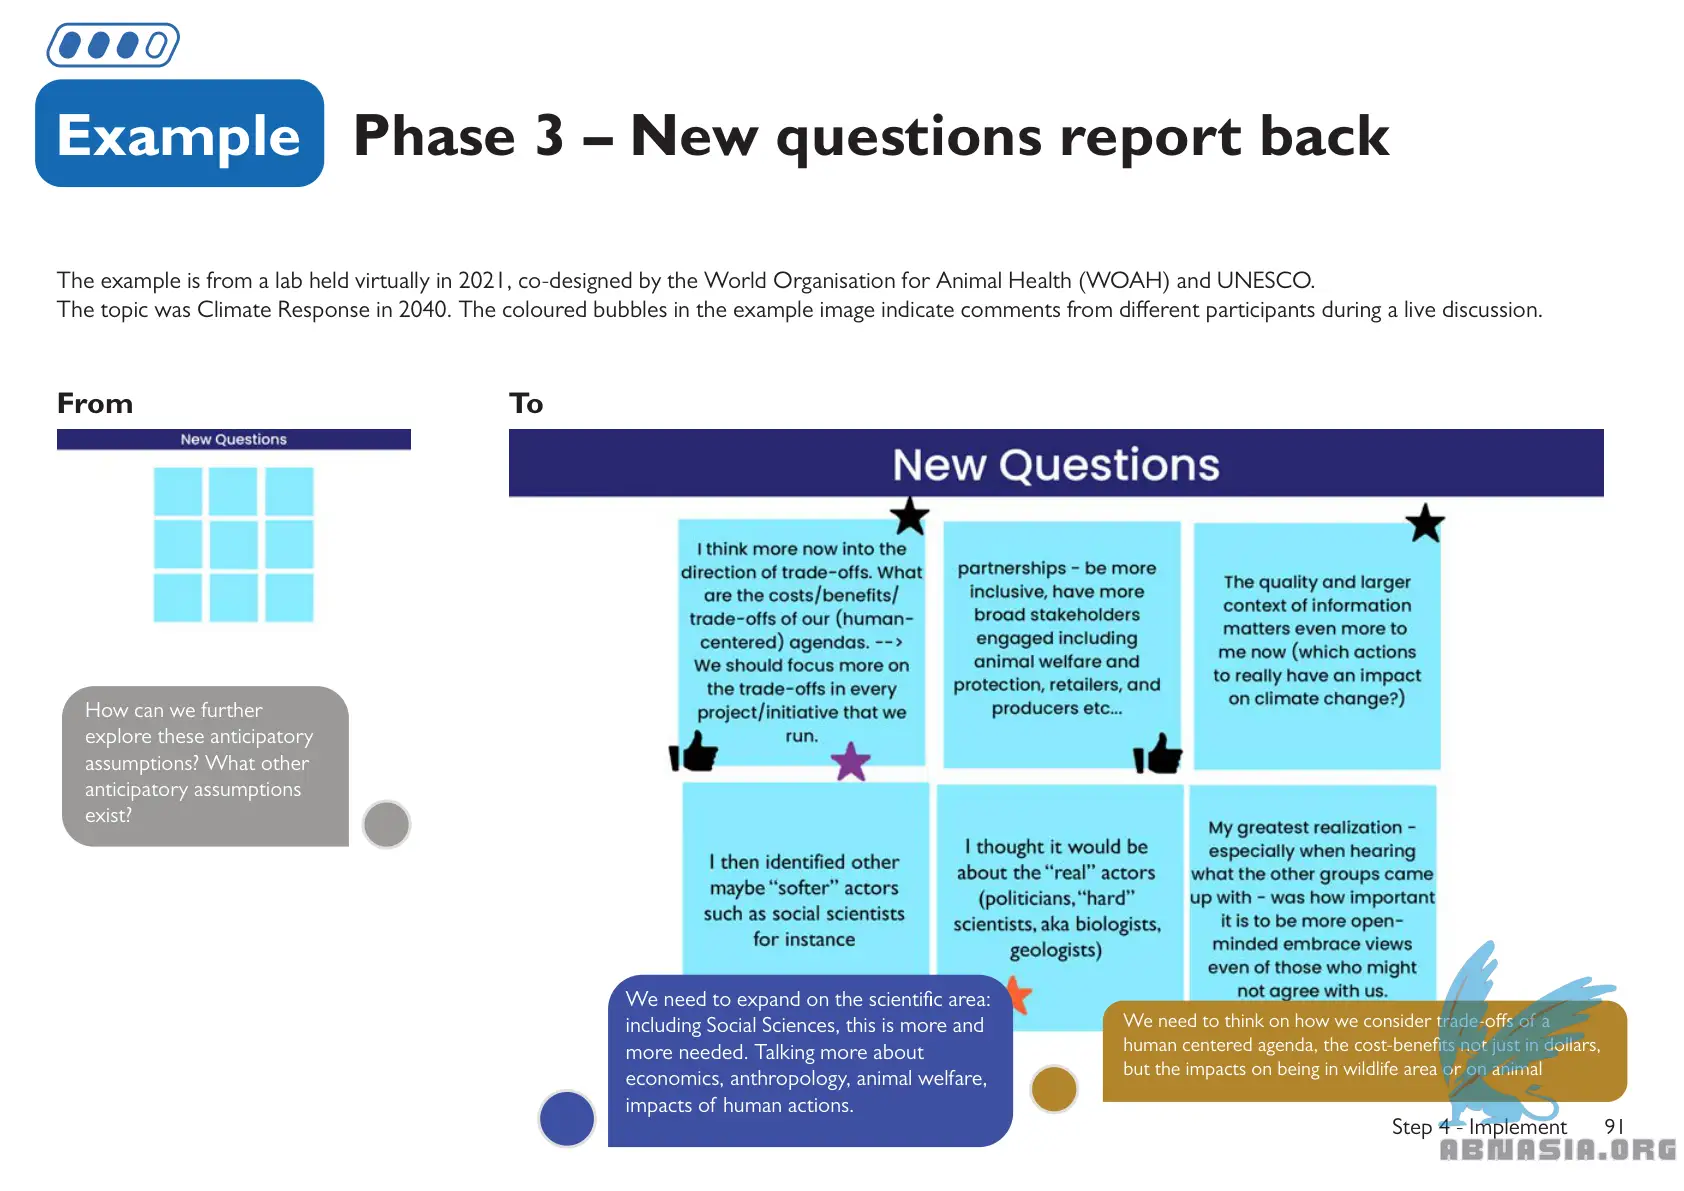 Example
Phase 3 – New questions report back
The example is from a lab held virtually in 2021, co-designed by the World Organisation for Animal Health (WOAH) and UNESCO.
The topic was Climate Response in 2040. The coloured bubbles in the example image indicate comments from different participants during a live discussion.
From
New Questions
How can we further
explore these anticipatory
assumptions? What other
anticipatory assumptions
exist?
To
New Questions
I think more now into the
direction of trade-offs. What
are the costs/benefits/
trade-offs of our (human-
centered) agendas. -->
We should focus more on
the trade-offs in every
project/initiative that we
run.
partnerships - be more
inclusive, have more
broad stakeholders
engaged including
animal welfare and
protection, retailers, and
producers etc...
The quality and larger
context of information
matters even more to
me now (which actions
to really have an impact
on climate change?)
I then identified other
maybe “softer” actors
such as social scientists
for instance
I thought it would be
about the “real” actors
(politicians, “hard”
scientists, aka biologists,
geologists)
My greatest realization -
especially when hearing
what the other groups came
up with - was how important
it is to be more open-
minded embrace views
even of those who might
not agree with us.
We need to expand on the scientific area:
including Social Sciences, this is more and
more needed. Talking more about
economics, anthropology, animal welfare,
impacts of human actions.
We need to think on how we consider trade-offs of a
human centered agenda, the cost-benefits not just in dollars,
but the impacts on being in wildlife area or on animal
Step 4 - Implement 91
ABNASIA.ORG